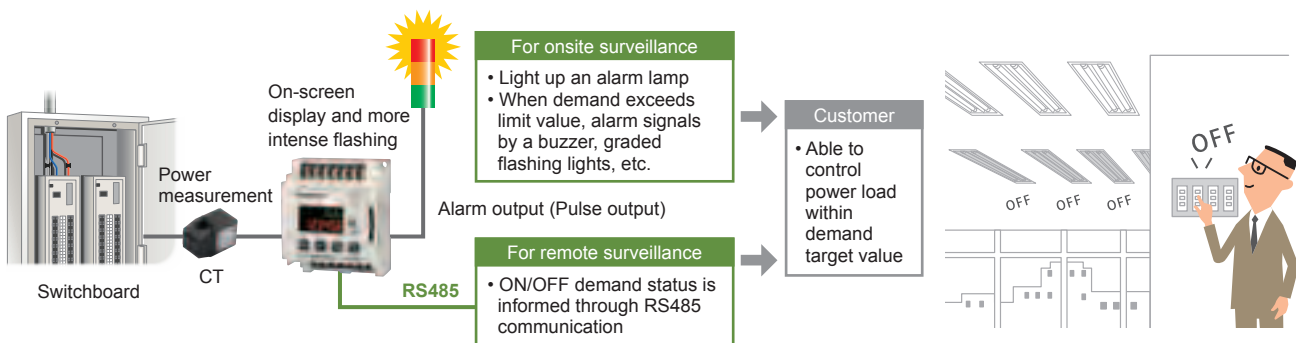 On-screen
display and more
intense flashing
Power
measurement
CT
Switchboard
Alarm output (Pulse output)
RS485
For onsite surveillance
• Light up an alarm lamp
• When demand exceeds
limit value, alarm signals
by a buzzer, graded
flashing lights, etc.
For remote surveillance
• ON/OFF demand status is
informed through RS485
communication
Customer
• Able to
control
power load
within
demand
target value
OFF
OFF
OFF
OFF